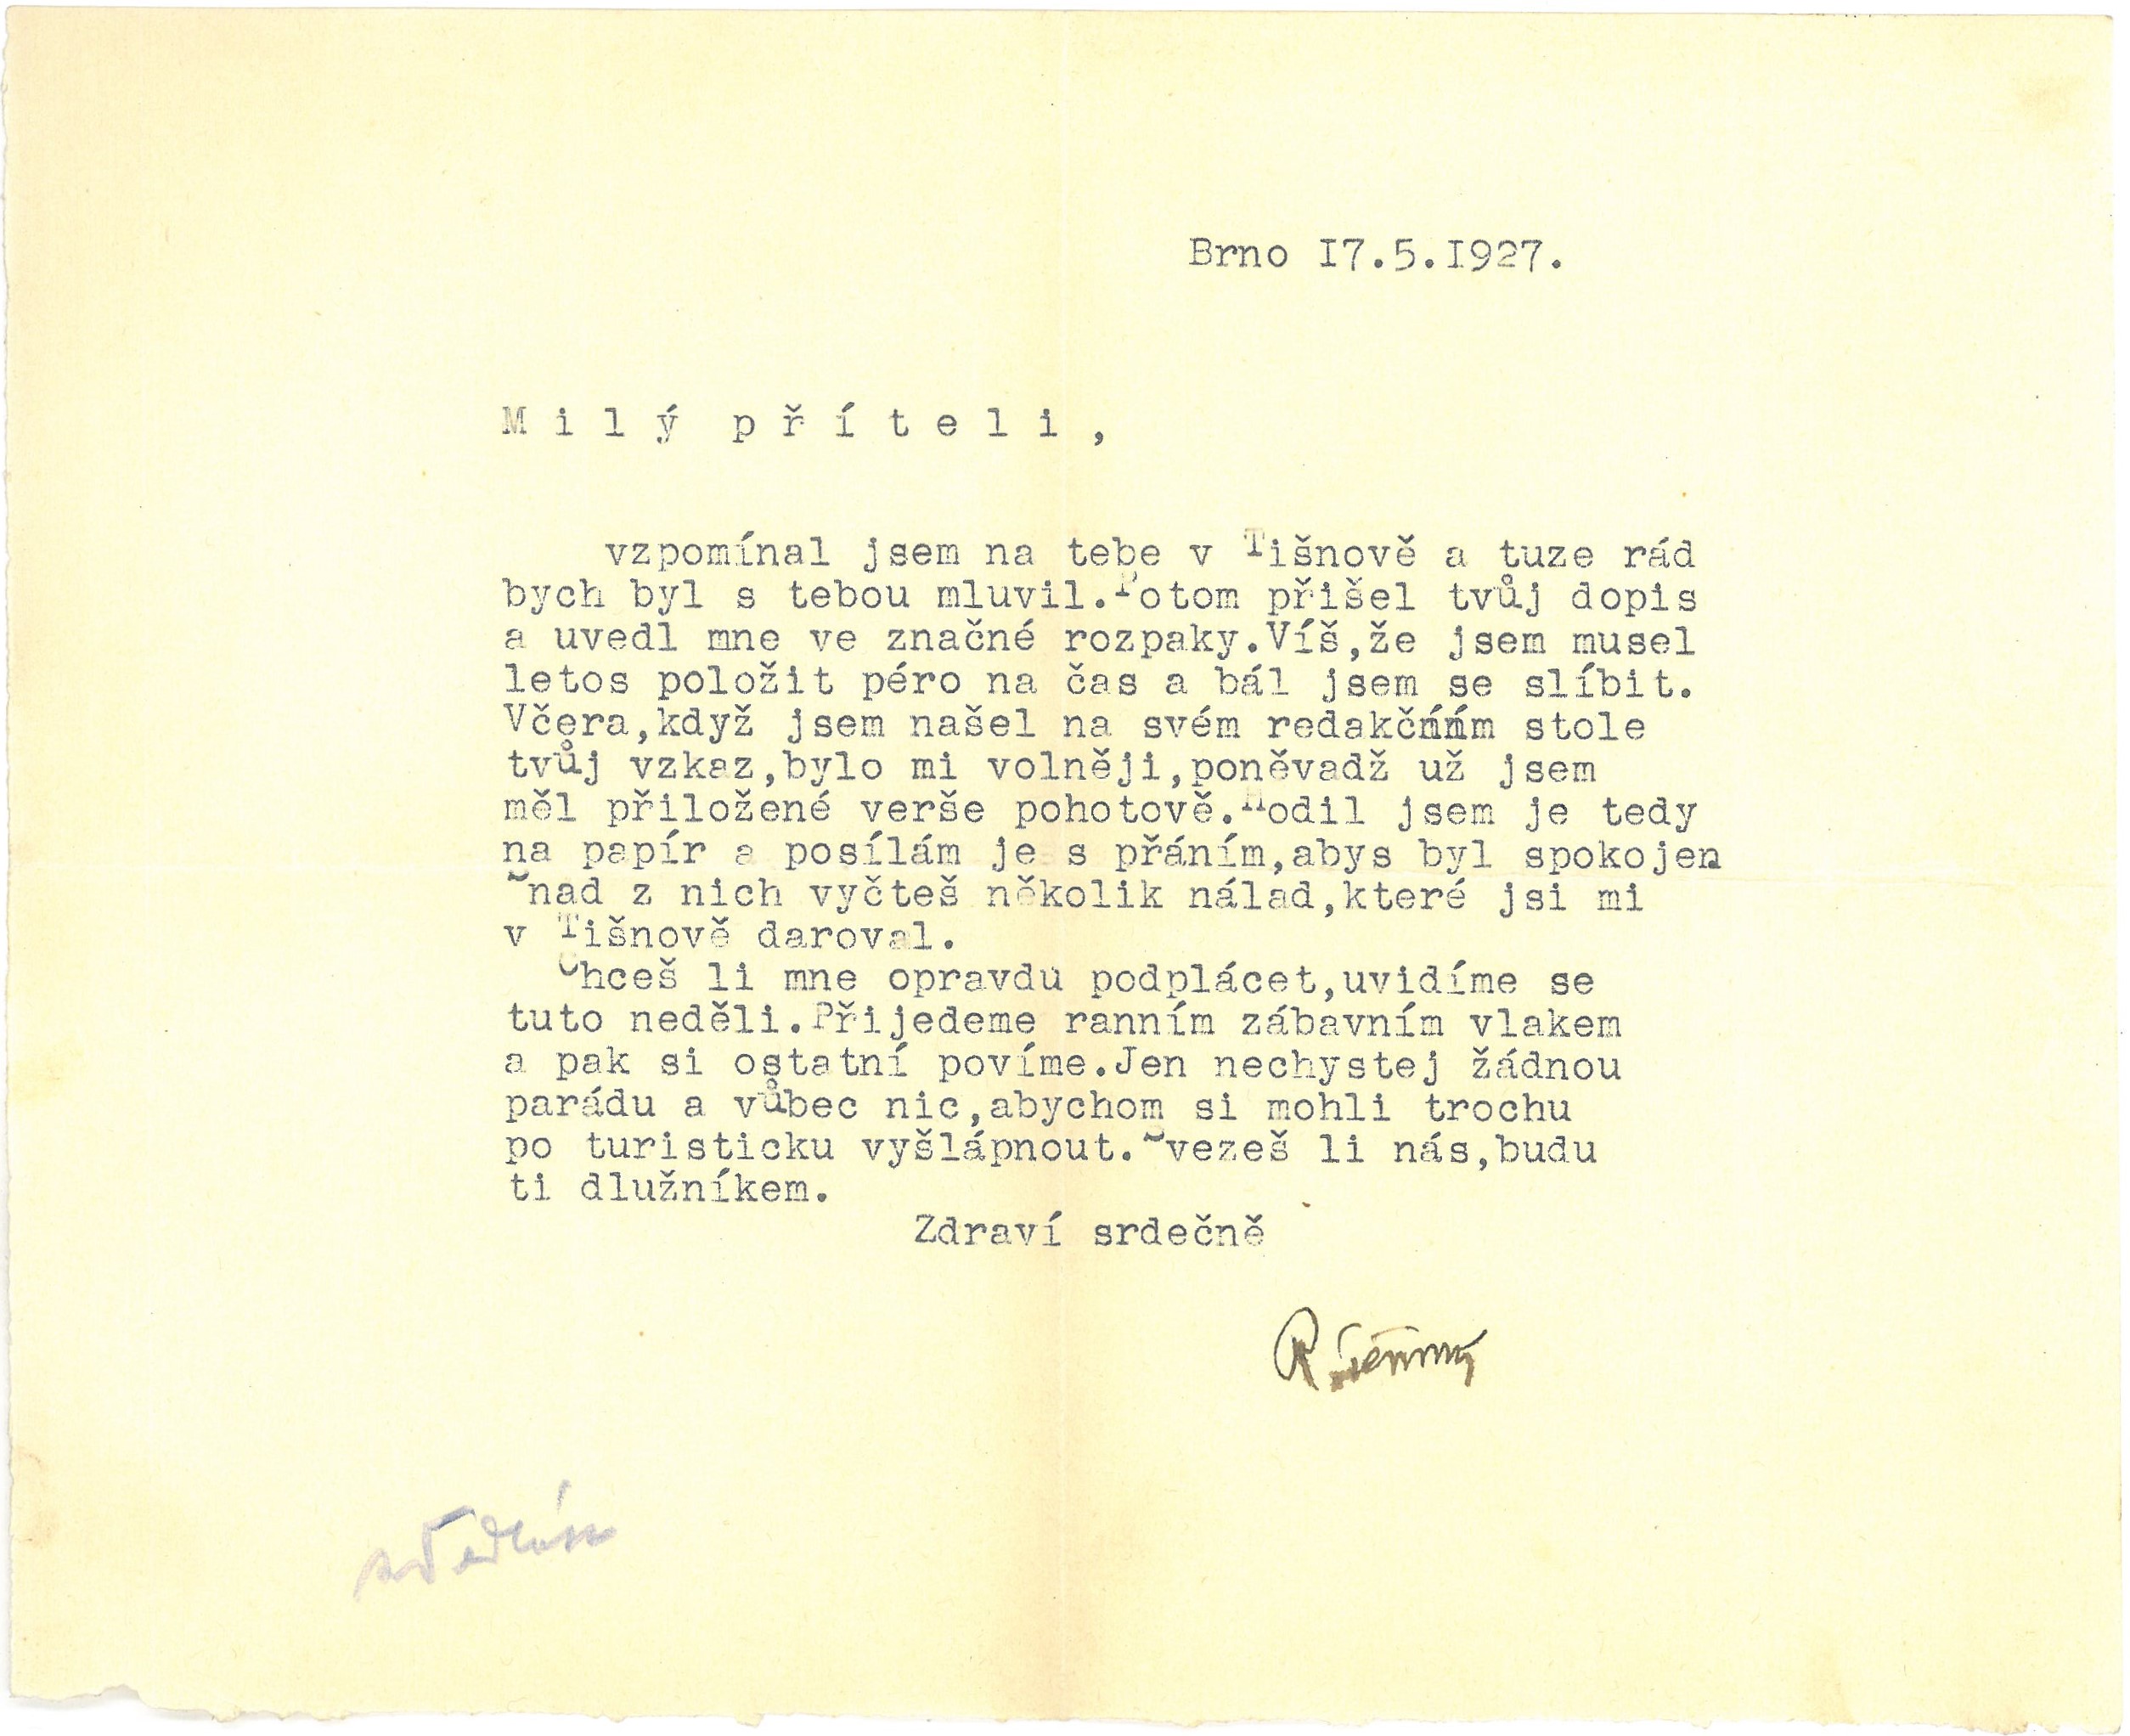 Brno I7.5.I927.
M i l ý  p ř í t e l i ,
vzpomínal jsem na tebe v Tišnově a tuze rád
bych byl s tebou mluvil.Potom přišel tvůj dopis
a uvedl mne ve značné rozpaky.Víš,že jsem musel
letos položit péro na čas a bál jsem se slíbit.
Včera,když jsem našel na svém redakčním stole
tvůj vzkaz,bylo mi volněji,poněvadž už jsem
měl přiložené verše pohotově.Hodil jsem je tedy
na papír a posílám je s přáním,abys byl spokojen
Snad z nich vyčteš několik nálad,které jsi mi
v Tišnově daroval.
Chceš li mne opravdu podplácet,uvidíme se
tuto neděli.Přijedeme ranním zábavním vlakem
a pak si ostatní povíme.Jen nechystej žádnou
parádu a vůbec nic,abychom si mohli trochu
po turisticku vyšlápnout.Svezeš li nás,budu
ti dlužníkem.
Zdraví srdečně
R.